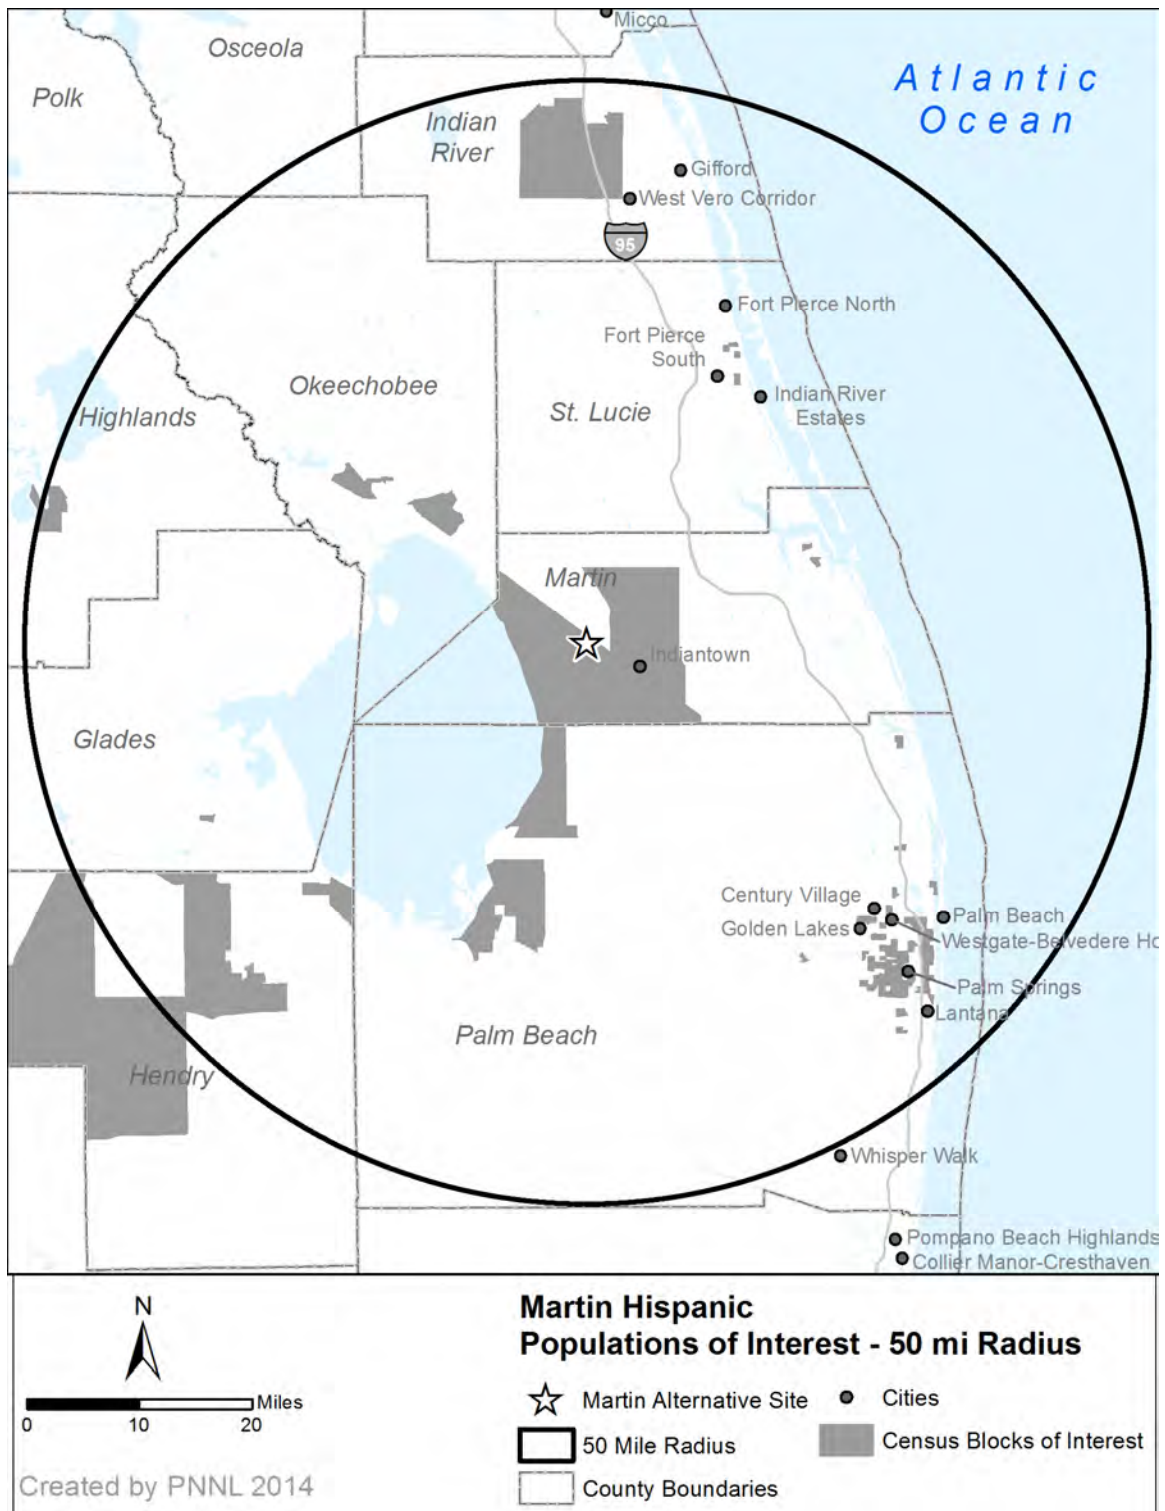 Micco
Osceola
Atlantic
Ocean
Polk
Indian
River
Gifford
West Vero Corridor
95
Fort Pierce North
Fort Pierce
South
Okeechobee
Indian River
Estates
St. Lucie
Highlands
Martin
Indiantown
Glades
Century Village
Palm Beach
Golden Lakes
Westgate-Belvedere Ho
Palm Springs
Lantana
Palm Beach
Hendry
Whisper Walk
Pompano Beach Highlands
Collier Manor-Cresthaven
N
Miles
0 10 20
Created by PNNL 2014
Martin Hispanic
Populations of Interest - 50 mi Radius
Martin Alternative Site
Cities
50 Mile Radius
Census Blocks of Interest
County Boundaries